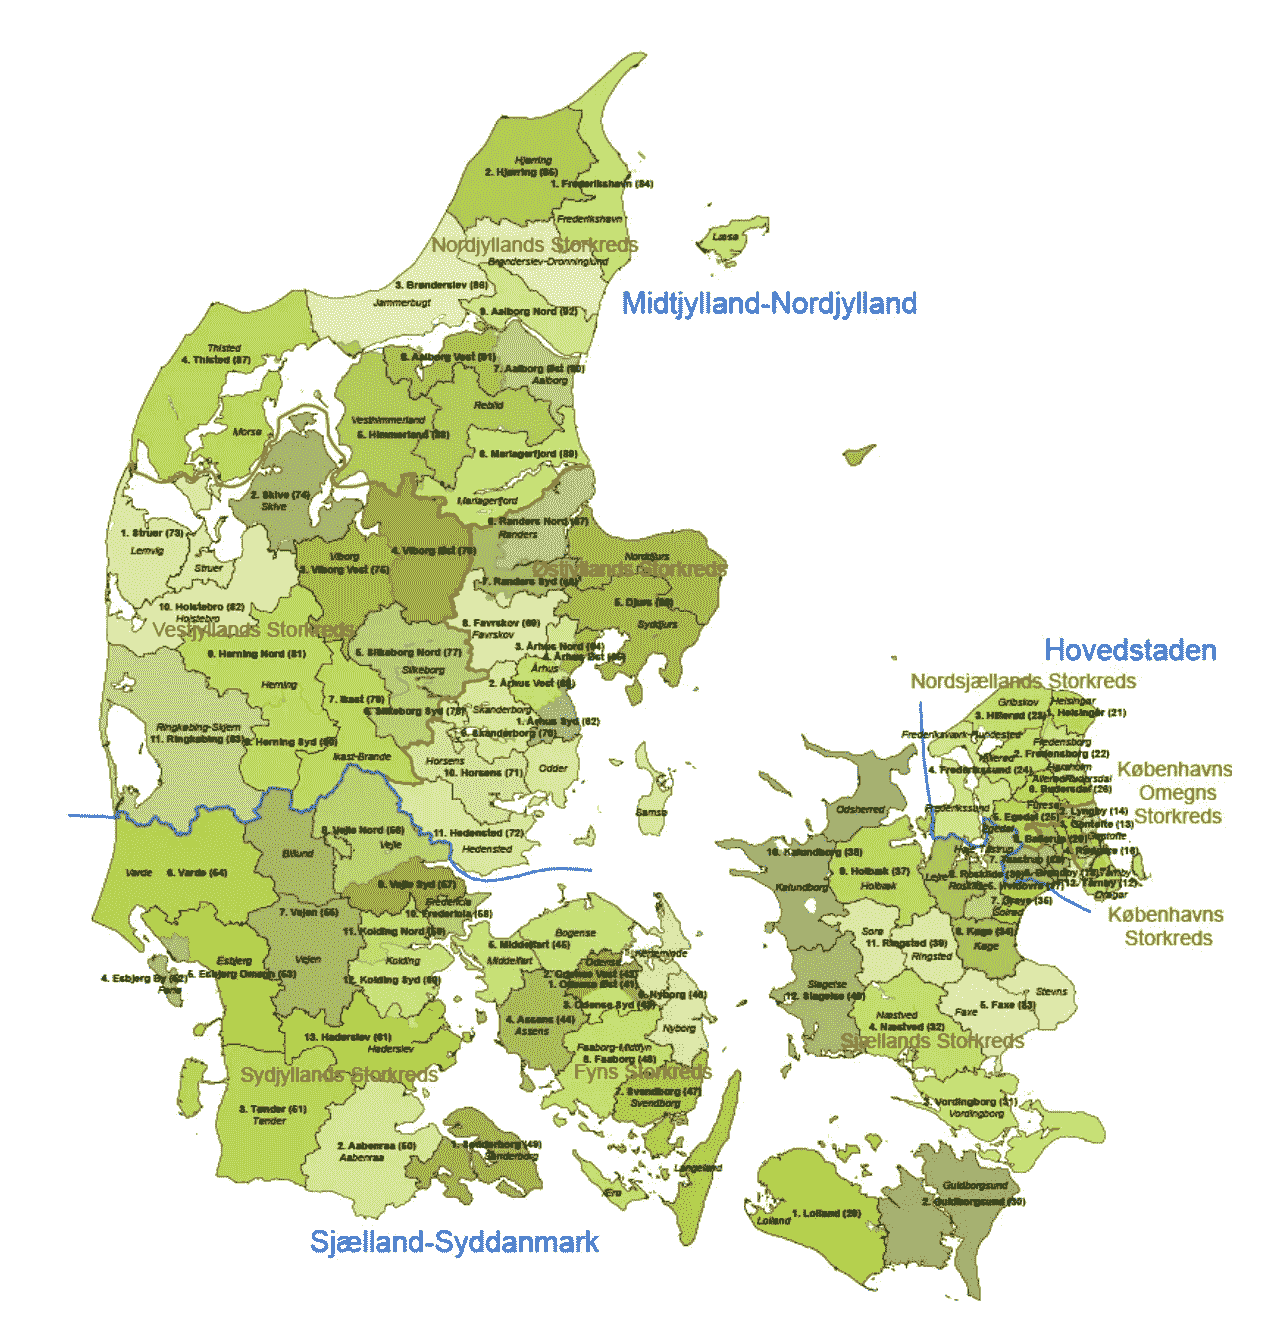 Hjørring
2. Hjørring (85)
1. Frederikshavn (84)
Frederikshavn
Læsø
Nordjyllands Storkreds
Brønderslev-Dronninglund
3. Brønderslev (86)
Jammerbugt
Midtjylland-Nordjylland
9. Aalborg Nord (92)
Thisted
4. Thisted (87)
8. Aalborg Vest (91)
7. Aalborg Øst (90)
Aalborg
Rebild
Vesthimmerland
5. Himmerland (88)
Morsø
6. Mariagerfjord (89)
Mariagerfjord
2. Skive (74)
Skive
6. Randers Nord (67)
Randers
1. Struer (73)
Lemvig
Struer
Viborg
3. Viborg Vest (75)
4. Viborg Øst (76)
Norddjurs
Østjyllands Storkreds
7. Randers Syd (68)
5. Djurs (66)
Syddjurs
10. Holstebro (82)
Holstebro
Vestjyllands Storkreds
8. Favrskov (69)
Favrskov
3. Århus Nord (64)
4. Århus Øst (65)
Århus
2. Århus Vest (63)
5. Silkeborg Nord (77)
Silkeborg
9. Herning Nord (81)
Herning
7. Ikast (79)
6. Silkeborg Syd (78)
Skanderborg
1. Århus Syd (62)
9. Skanderborg (70)
Ringkøbing-Skjern
11. Ringkøbing (83)
8. Herning Syd (80)
Ikast-Brande
Horsens
10. Horsens (71)
Odder
Samsø
11. Hedensted (72)
Hedensted
8. Vejle Nord (56)
Vejle
Billund
Varde
6. Varde (54)
9. Vejle Syd (57)
Fredericia
10. Fredericia (58)
7. Vejen (55)
11. Kolding Nord (59)
Vejen
Kolding
12. Kolding Syd (60)
Esbjerg
5. Esbjerg Omegn (53)
4. Esbjerg By (52)
Fanø
13. Haderslev (61)
Haderslev
Sydjyllands Storkreds
3. Tønder (51)
Tønder
2. Aabenraa (50)
Aabenraa
1. Sønderborg (49)
Sønderborg
Bogense
5. Middelfart (45)
Middelfart
Kerteminde
Odense
2. Odense Vest (42)
1. Odense Øst (41)
3. Odense Syd (43)
9. Nyborg (46)
Nyborg
4. Assens (44)
Assens
Faaborg-Midtfyn
8. Faaborg (48)
Fyns Storkreds
7. Svendborg (47)
Svendborg
Langeland
Ærø
Sjælland-Syddanmark
Hovedstaden
Nordsjællands Storkreds
Gribskov
Helsingør
3. Hillerød (23)
1. Helsingør (21)
Frederiksværk-Hundested
Fredensborg
2. Fredensborg (22)
Hillerød
Hørsholm
4. Frederikssund (24)
Allerød
Rudersdal
6. Rudersdal (26)
Københavns
Omegns
Storkreds
Frederikssund
Furesø
5. Egedal (25)
Egedal
2. Lyngby (14)
1. Gentofte (13)
Gentofte
Odsherred
10. Kalundborg (38)
Kalundborg
9. Holbæk (37)
Holbæk
Lejre
Roskilde
Høje-Tåstrup
7. Greve (35)
Solrød
12. Tårnby (12)
Dragør
Københavns
Storkreds
Sorø
11. Ringsted (39)
Ringsted
8. Køge (34)
Køge
Slagelse
12. Slagelse (40)
Stevns
5. Faxe (33)
Faxe
Næstved
4. Næstved (32)
Sjællands Storkreds
3. Vordingborg (31)
Vordingborg
Guldborgsund
2. Guldborgsund (30)
1. Lolland (29)
Lolland